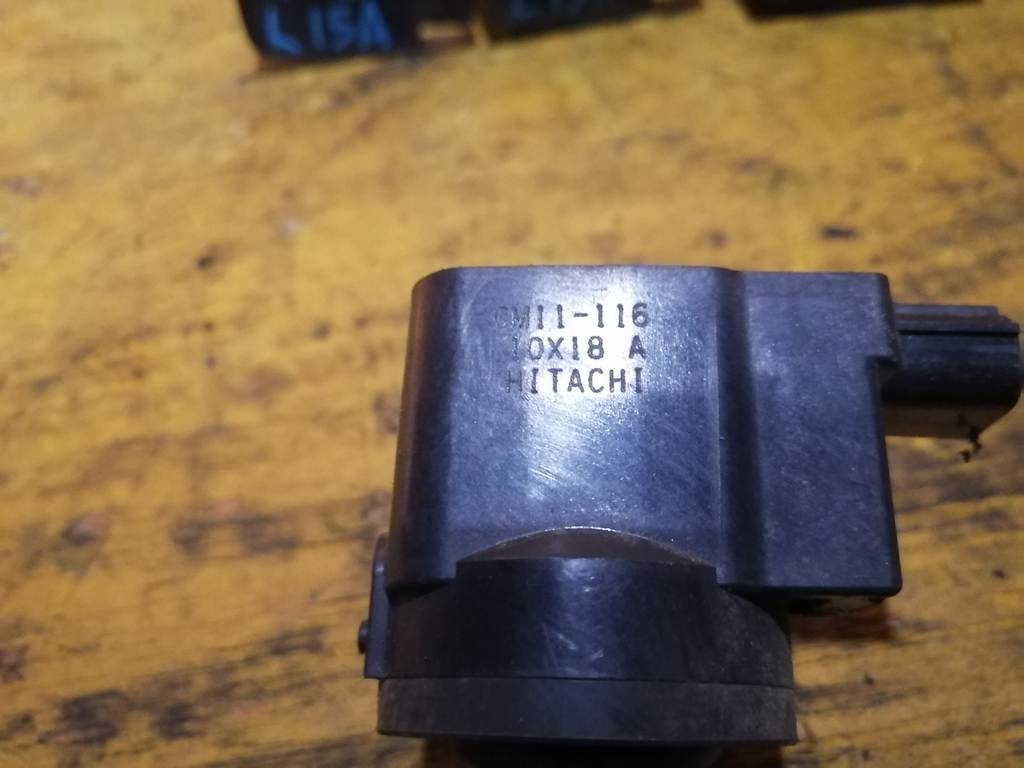 L15A
CM11-116
10X18 A
HITACHI